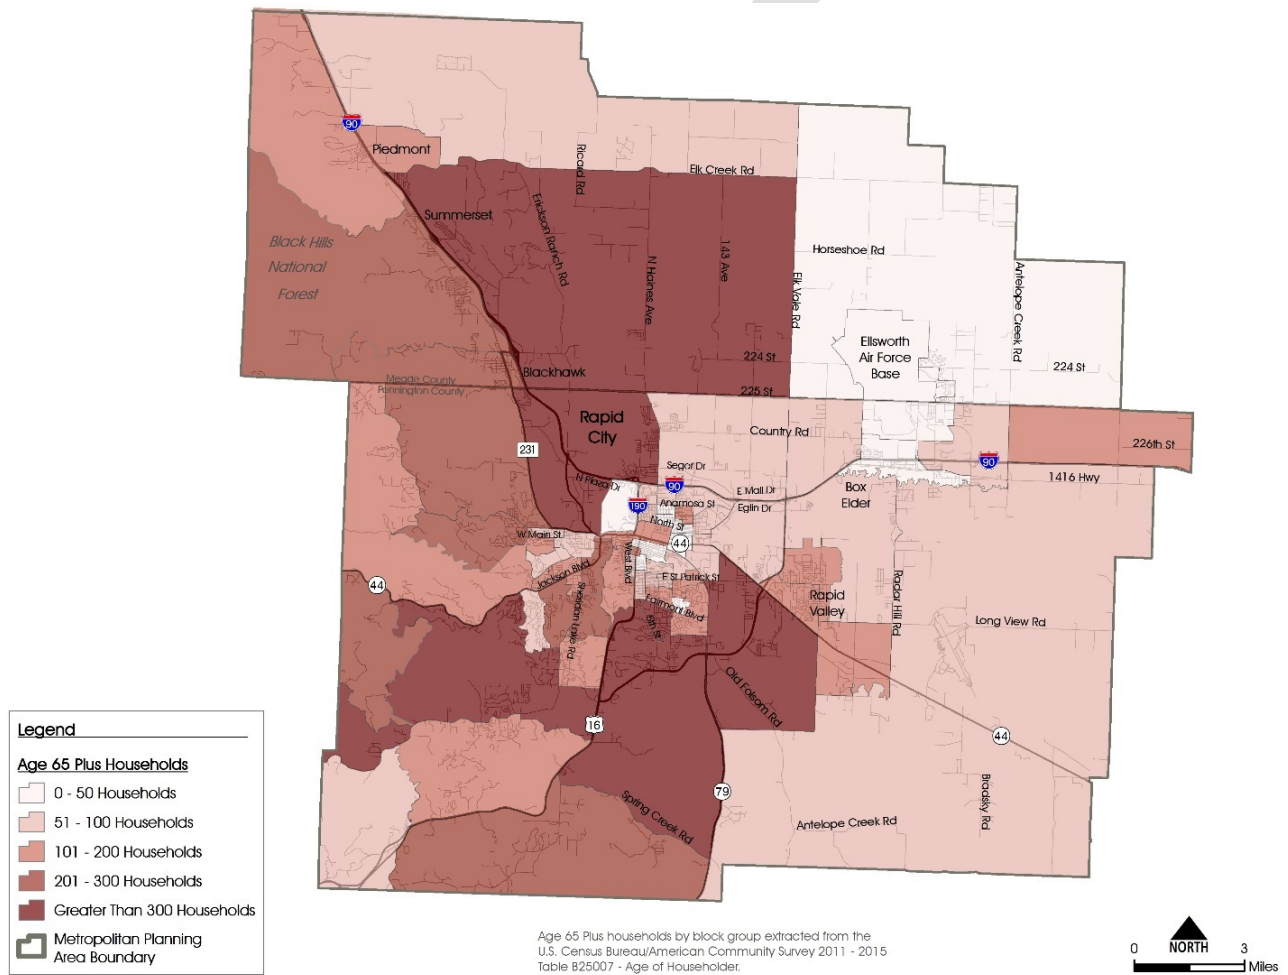 90
Piedmont
Ricard Rd
Elk Creek Rd
Summerset
Erickson Ranch Rd
Black Hills
National
Forest
Horseshoe Rd
N Haines Ave
143 Ave
Elk Vale Rd
Antelope Creek Rd
Ellsworth
Air Force
Base
224 St
224 St
Blackhawk
Meade County
Pennington County
225 St
Rapid
City
Country Rd
226th St
231
Segar Dr
90
1416 Hwy
N Plaza Dr
90
E Mall Dr
Box
Elder
190
Anamosa St
Eglin Dr
North St
W Main St
44
West Blvd
Jackson Blvd
E St Patrick St
44
Sheridan Lake Rd
Fairmont Blvd
Rapid
Valley
Radar Hill Rd
5th St
Long View Rd
Old Folsom Rd
16
44
79
Spring Creek Rd
Antelope Creek Rd
Bradsky Rd
Legend
Age 65 Plus Households
0 - 50 Households
51 - 100 Households
101 - 200 Households
201 - 300 Households
Greater Than 300 Households
Metropolitan Planning
Area Boundary
Age 65 Plus households by block group extracted from the
U.S. Census Bureau/American Community Survey 2011 - 2015
Table B25007 - Age of Householder.
0 NORTH 3
Miles